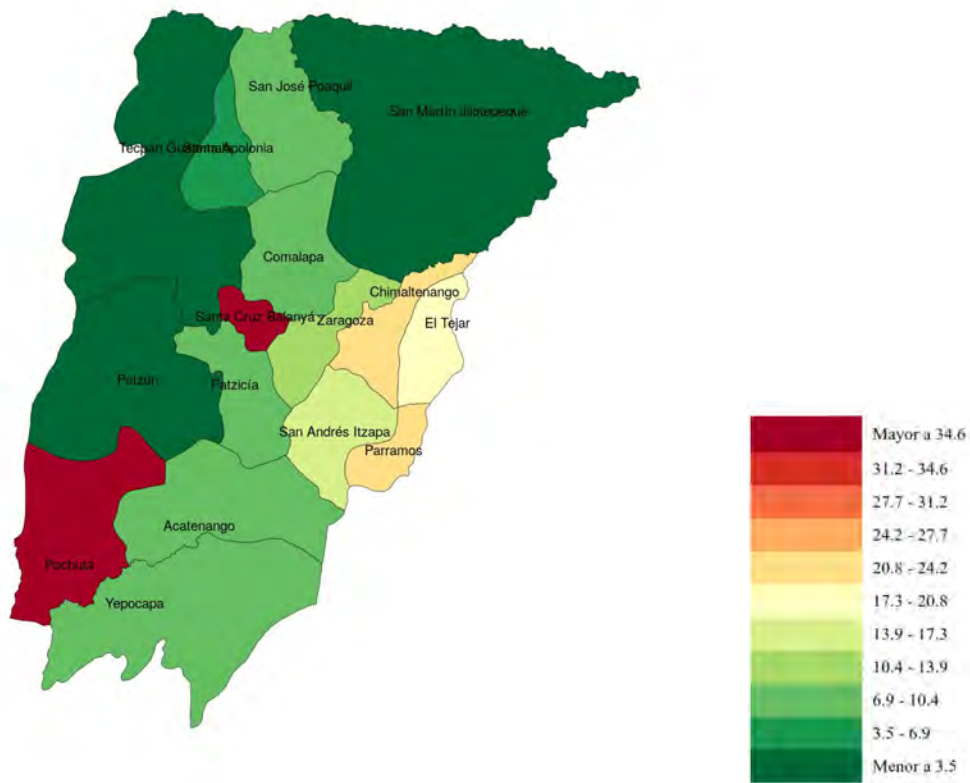 San José Poaquil
San Martín Jilotepeque
Tecpán Guatemala
Santa Apolonia
Comalapa
Chimaltenango
Santa Cruz Balanyá
Zaragoza
El Tejar
Patzún
Patzicía
San Andrés Itzapa
Parramos
Acatenango
Pochuta
Yepocapa
Mayor a 34.6
31.2 - 34.6
27.7 - 31.2
24.2 - 27.7
20.8 - 24.2
17.3 - 20.8
13.9 - 17.3
10.4 - 13.9
6.9 - 10.4
3.5 - 6.9
Menor a 3.5